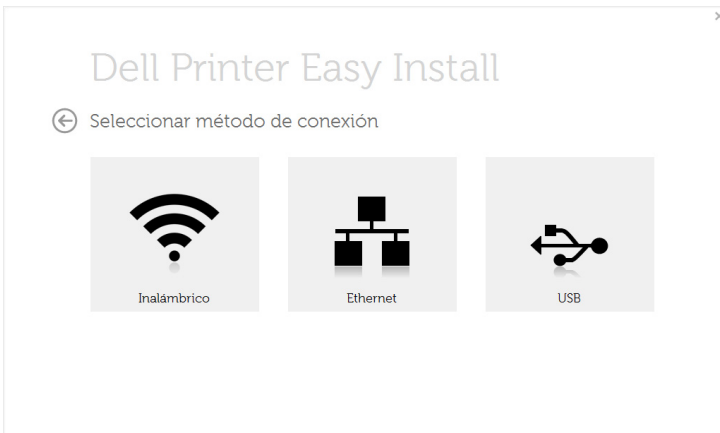 Dell Printer Easy Install
Seleccionar método de conexión
Inalámbrico
Ethernet
USB